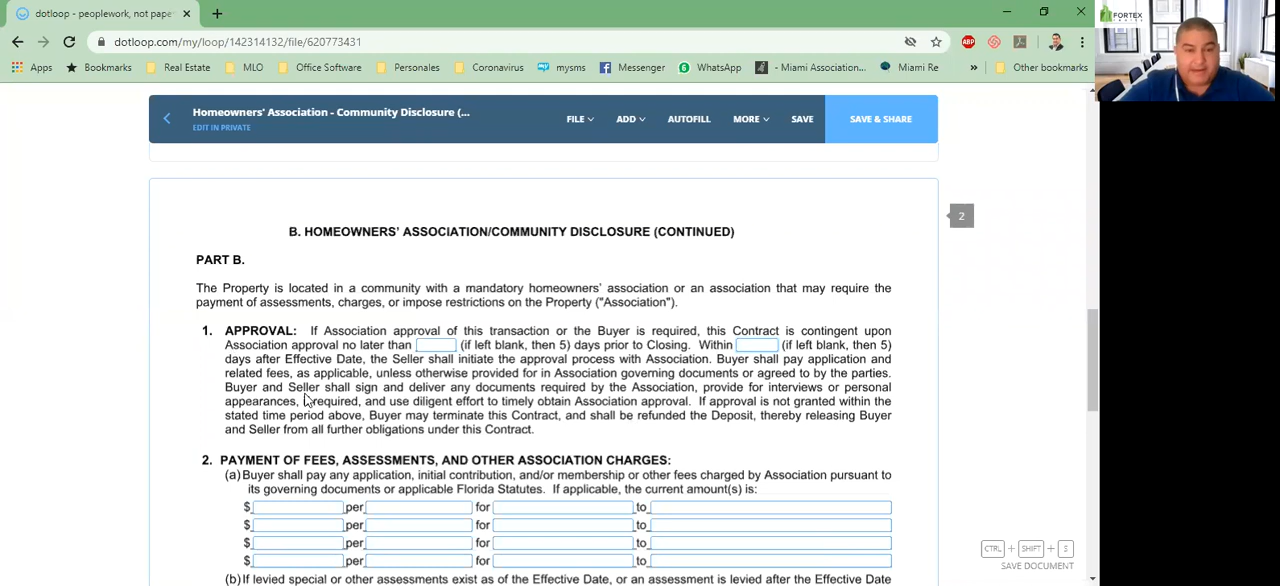 dotloop - peoplework, not pape
dotloop.com/my/loop/142314132/file/620773431
Apps Bookmarks Real Estate MLO Office Software Personales Coronavirus mysms Messenger WhatsApp - Miami Association... Miami Re » Other bookmarks
FORTEX
Homeowners' Association - Community Disclosure (...
EDIT IN PRIVATE
FILE ADD AUTOFILL MORE SAVE SAVE & SHARE
2
B. HOMEOWNERS' ASSOCIATION/COMMUNITY DISCLOSURE (CONTINUED)
PART B.
The Property is located in a community with a mandatory homeowners' association or an association that may require the
payment of assessments, charges, or impose restrictions on the Property ("Association").
1. APPROVAL: If Association approval of this transaction or the Buyer is required, this Contract is contingent upon
Association approval no later than (if left blank, then 5) days prior to Closing. Within (if left blank, then 5)
days after Effective Date, the Seller shall initiate the approval process with Association. Buyer shall pay application and
related fees, as applicable, unless otherwise provided for in Association governing documents or agreed to by the parties.
Buyer and Seller shall sign and deliver any documents required by the Association, provide for interviews or personal
appearances, if required, and use diligent effort to timely obtain Association approval. If approval is not granted within the
stated time period above, Buyer may terminate this Contract, and shall be refunded the Deposit, thereby releasing Buyer
and Seller from all further obligations under this Contract.
2. PAYMENT OF FEES, ASSESSMENTS, AND OTHER ASSOCIATION CHARGES:
(a) Buyer shall pay any application, initial contribution, and/or membership or other fees charged by Association pursuant to
its governing documents or applicable Florida Statutes. If applicable, the current amount(s) is:
$ per for to
$ per for to
$ per for to
$ per for to
(b) If levied special or other assessments exist as of the Effective Date, or an assessment is levied after the Effective Date
CTRL + SHIFT + S
SAVE DOCUMENT